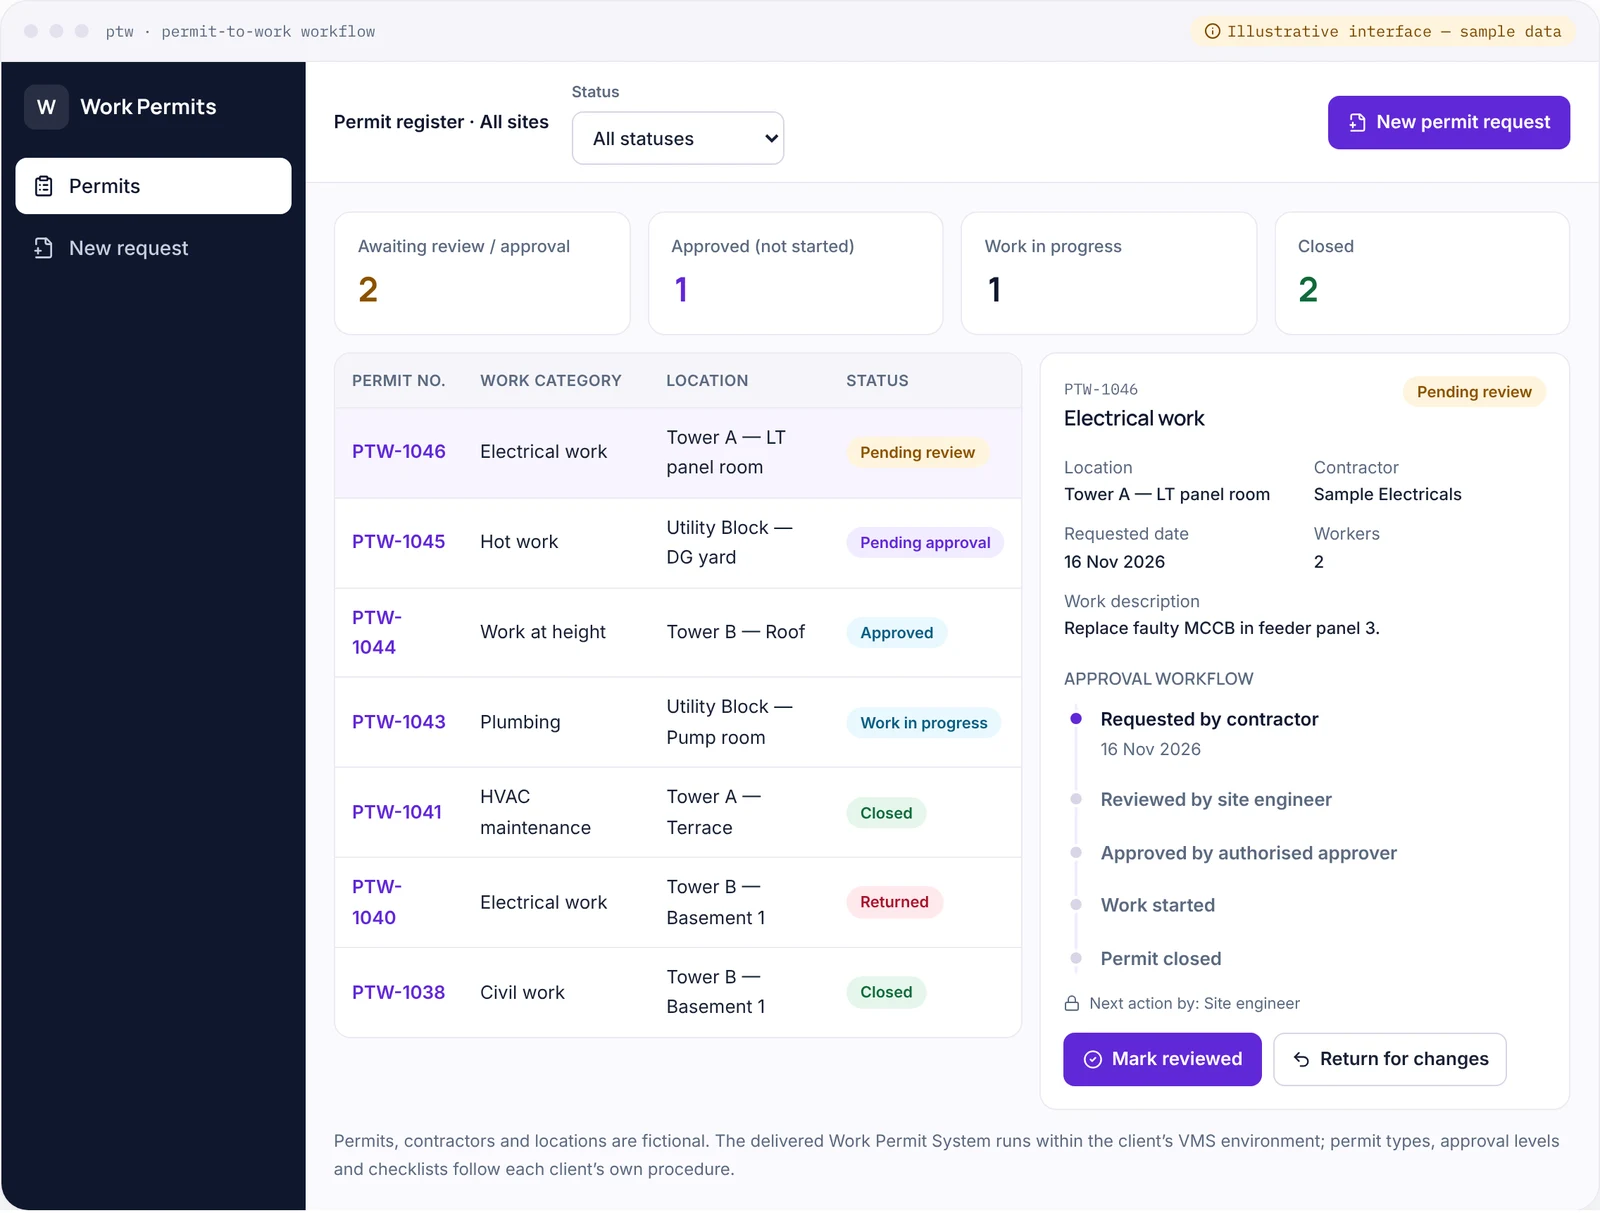 ptw · permit-to-work workflow
Illustrative interface — sample data
W Work Permits
Permits
New request
Permit register · All sites
Status
All statuses
New permit request
Awaiting review / approval
2
Approved (not started)
1
Work in progress
1
Closed
2
PERMIT NO. WORK CATEGORY LOCATION STATUS
PTW-1046 Electrical work Tower A — LT
panel room Pending review
PTW-1045 Hot work Utility Block —
DG yard Pending approval
PTW-
1044 Work at height Tower B — Roof Approved
PTW-1043 Plumbing Utility Block —
Pump room Work in progress
PTW-1041 HVAC
maintenance Tower A —
Terrace Closed
PTW-
1040 Electrical work Tower B —
Basement 1 Returned
PTW-1038 Civil work Tower B —
Basement 1 Closed
PTW-1046
Electrical work
Pending review
Location
Tower A — LT panel room
Contractor
Sample Electricals
Requested date
16 Nov 2026
Workers
2
Work description
Replace faulty MCCB in feeder panel 3.
APPROVAL WORKFLOW
Requested by contractor
16 Nov 2026
Reviewed by site engineer
Approved by authorised approver
Work started
Permit closed
Next action by: Site engineer
Mark reviewed
Return for changes
Permits, contractors and locations are fictional. The delivered Work Permit System runs within the client's VMS environment; permit types, approval levels
and checklists follow each client's own procedure.